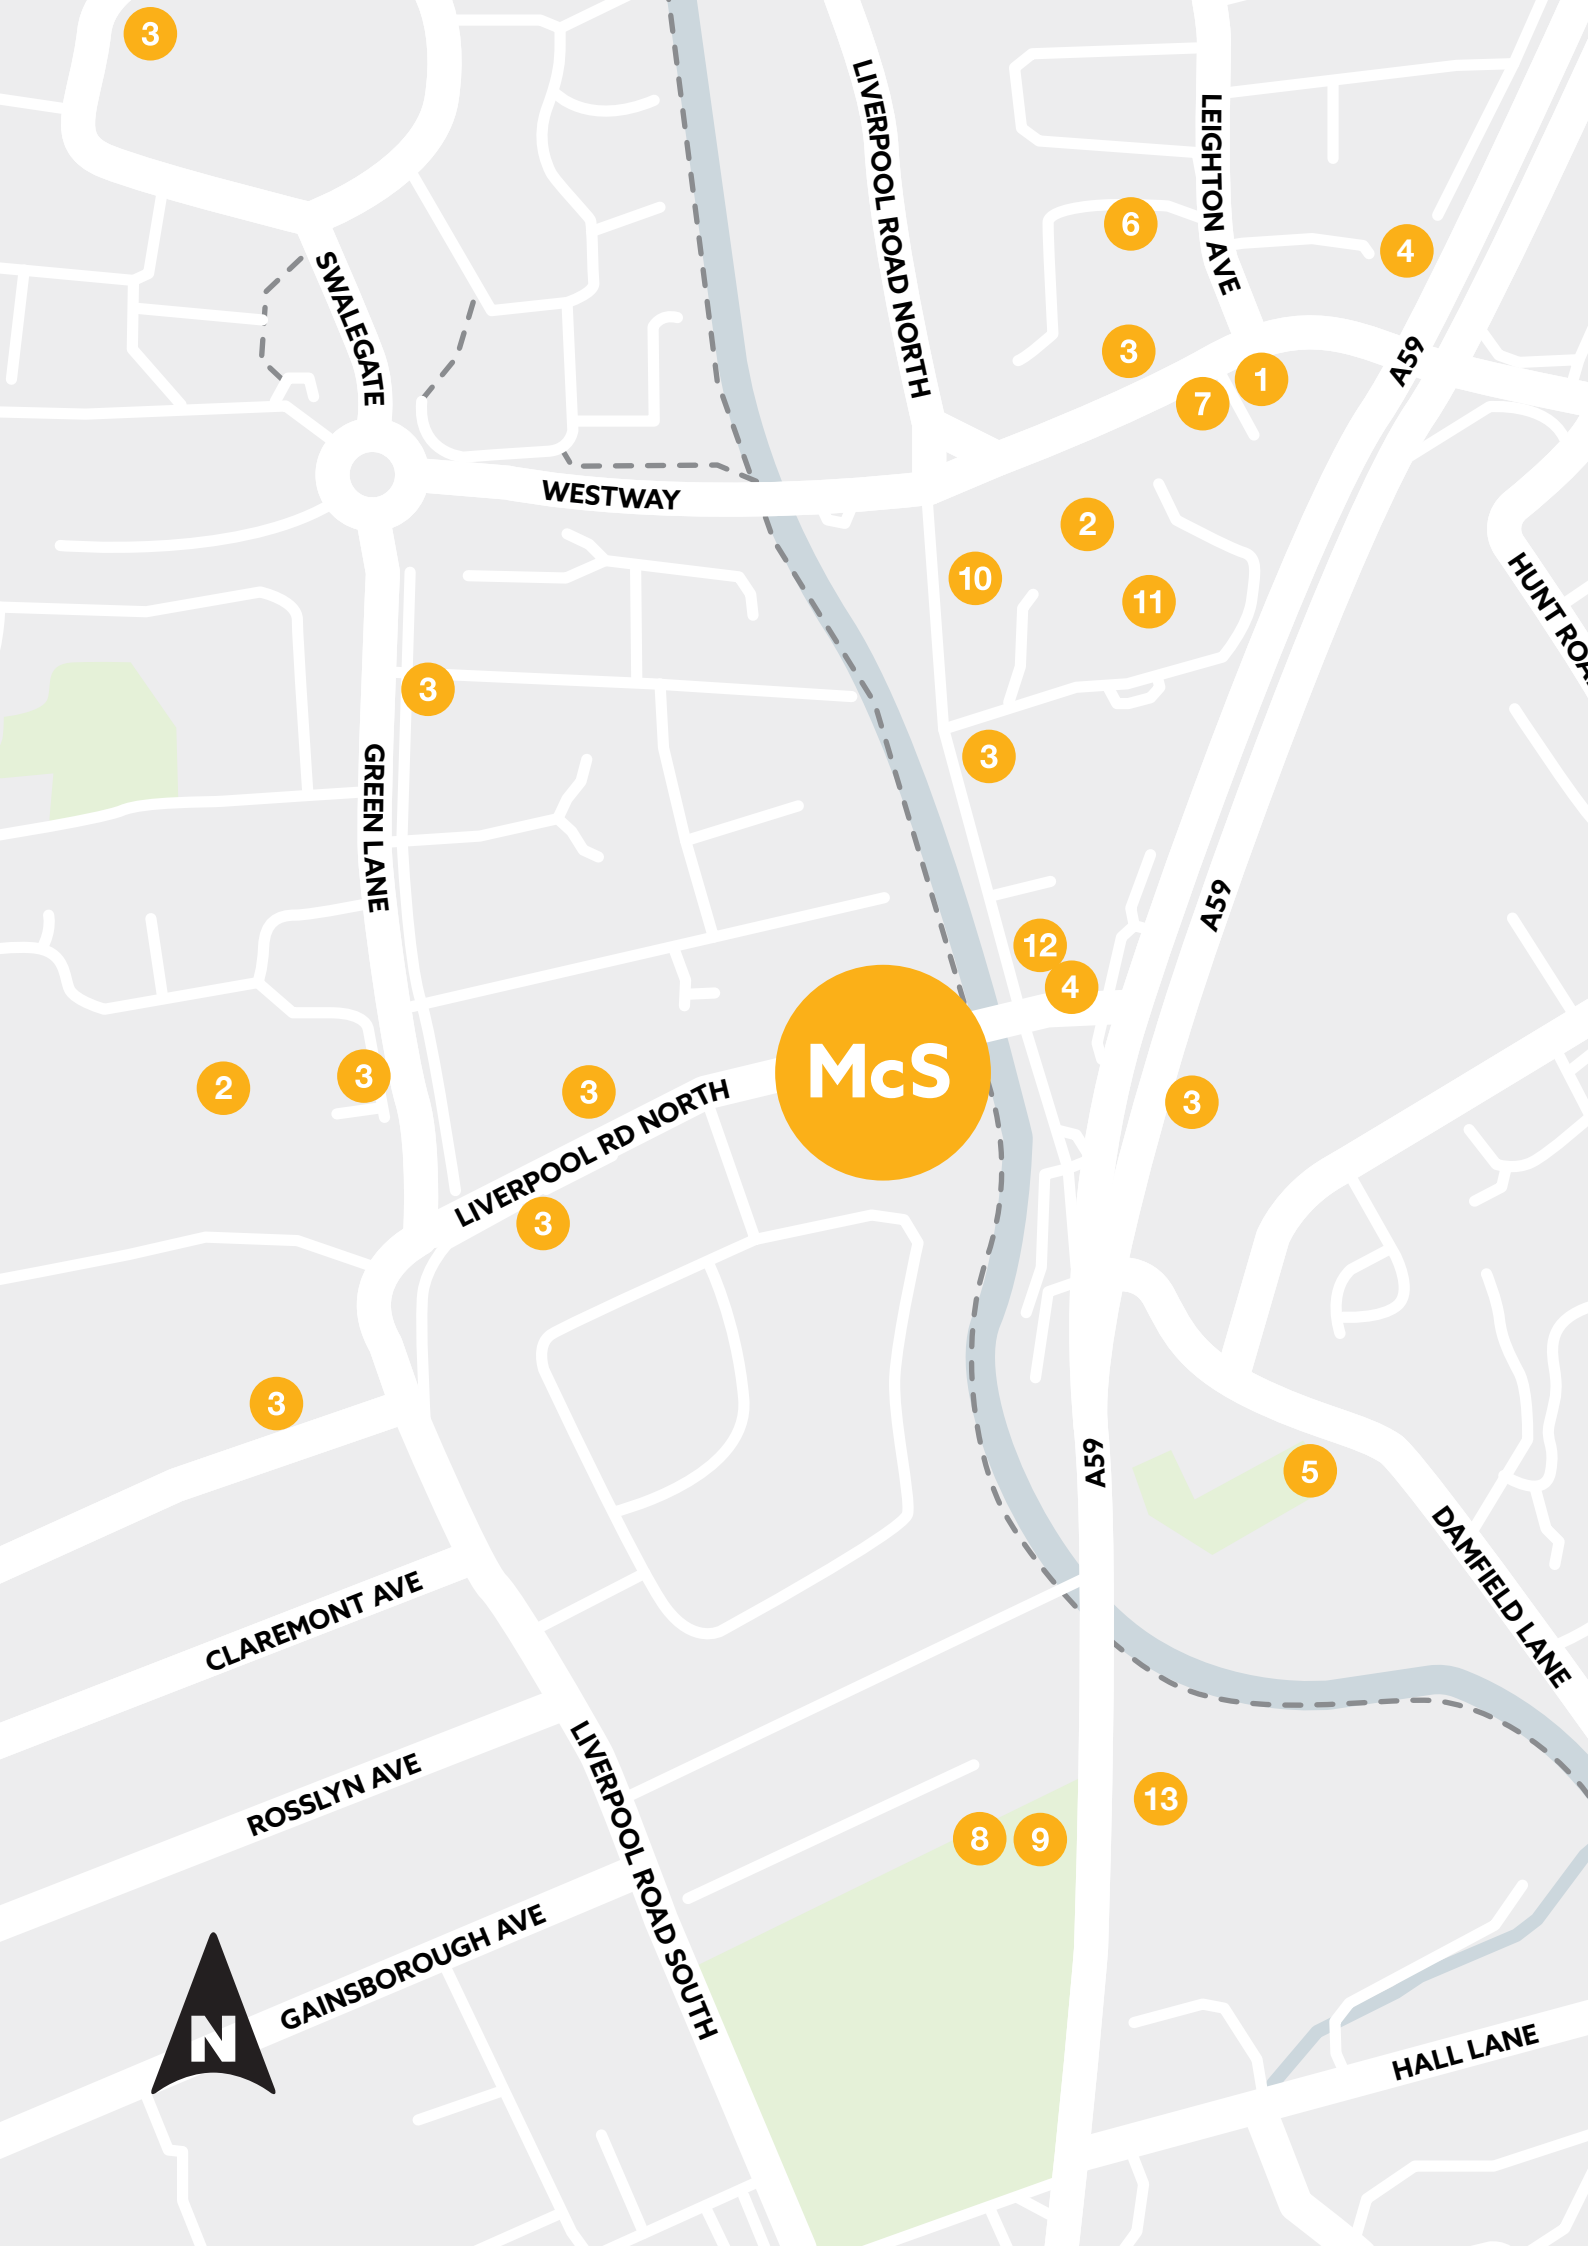 3
LIVERPOOL ROAD NORTH
LEIGHTON AVE
6
4
SWALEGATE
3
A59
1
7
WESTWAY
2
10
11
HUNT ROA
3
GREEN LANE
3
A59
12
4
McS
2
3
3
LIVERPOOL RD NORTH
3
3
3
A59
5
DAMFIELD LANE
CLAREMONT AVE
ROSSLYN AVE
LIVERPOOL ROAD SOUTH
13
8
9
GAINSBOROUGH AVE
N
HALL LANE